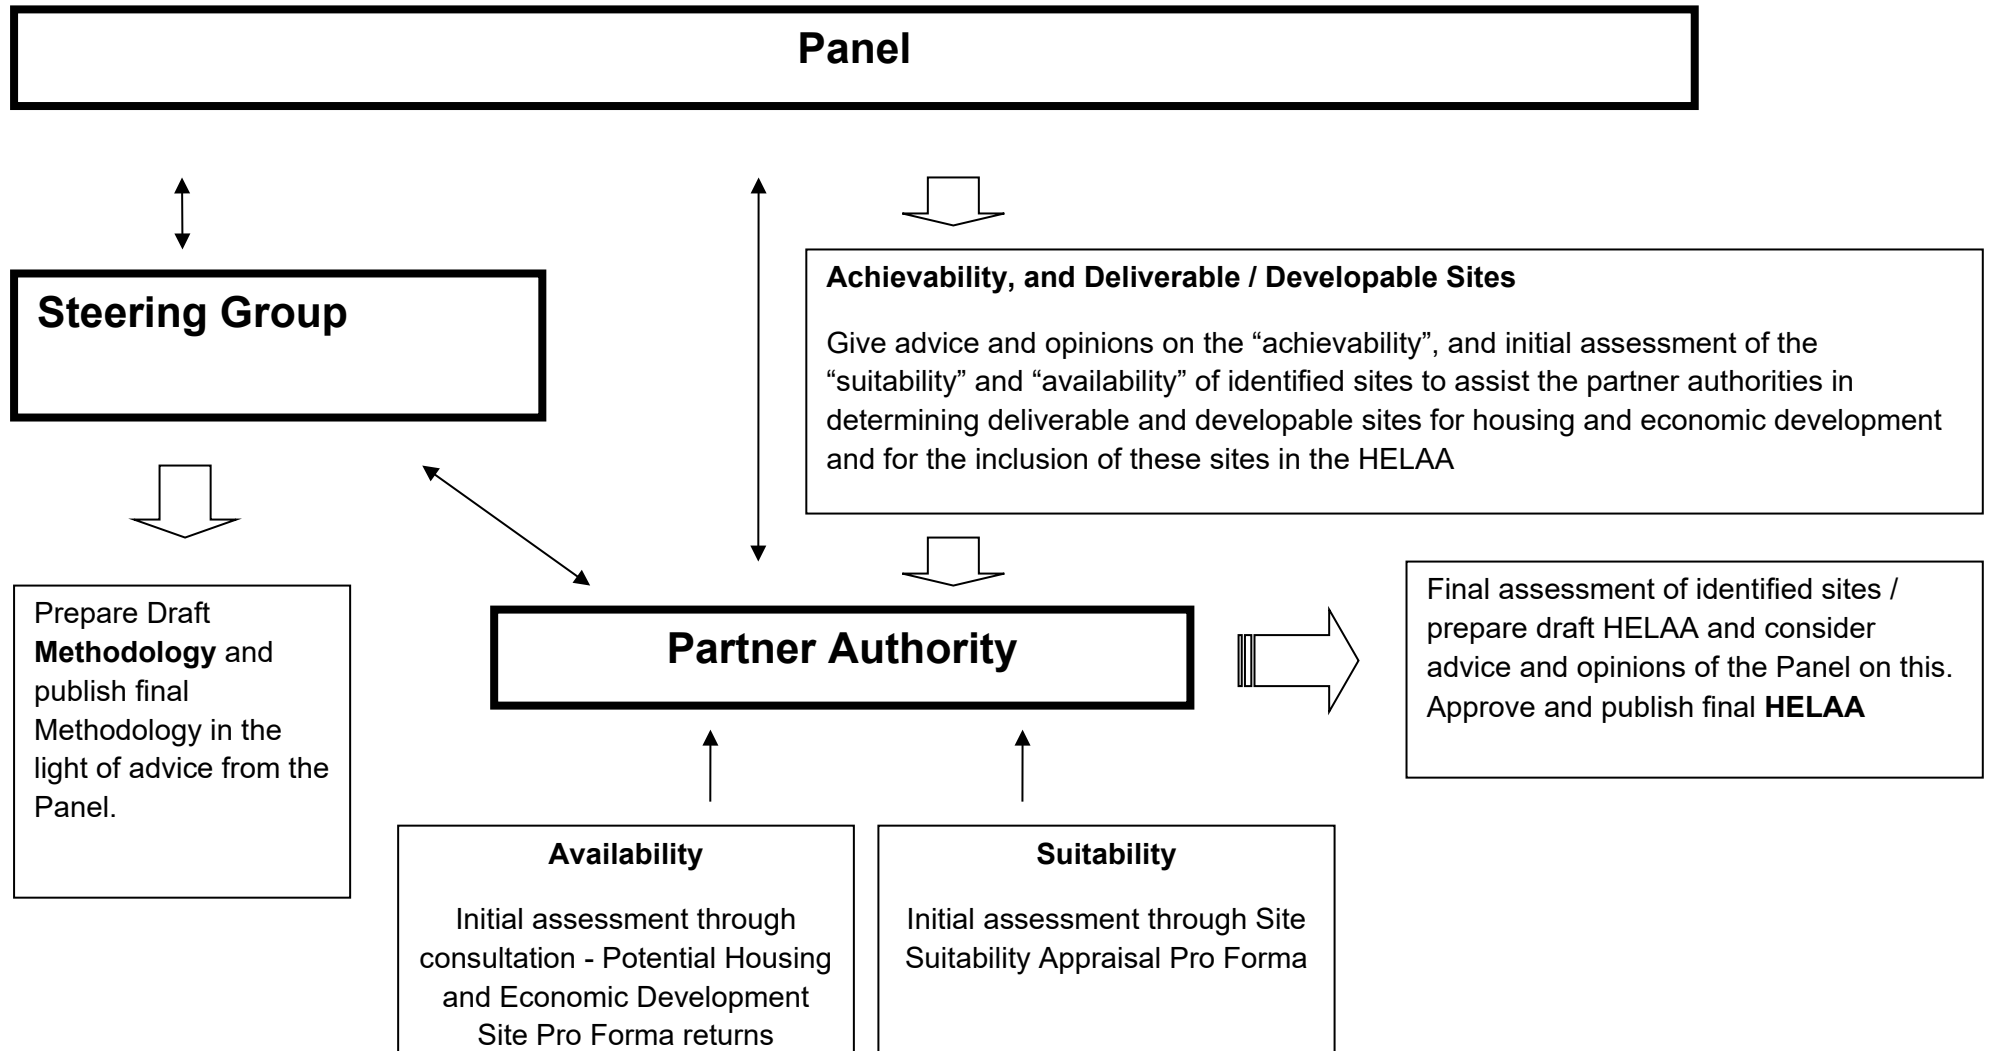 Panel
Steering Group
Achievability, and Deliverable / Developable Sites
Give advice and opinions on the “achievability”, and initial assessment of the
“suitability” and “availability” of identified sites to assist the partner authorities in
determining deliverable and developable sites for housing and economic development
and for the inclusion of these sites in the HELAA
Prepare Draft
Methodology and
publish final
Methodology in the
light of advice from the
Panel.
Partner Authority
Final assessment of identified sites /
prepare draft HELAA and consider
advice and opinions of the Panel on this.
Approve and publish final HELAA
Availability
Initial assessment through
consultation - Potential Housing
and Economic Development
Site Pro Forma returns
Suitability
Initial assessment through Site
Suitability Appraisal Pro Forma